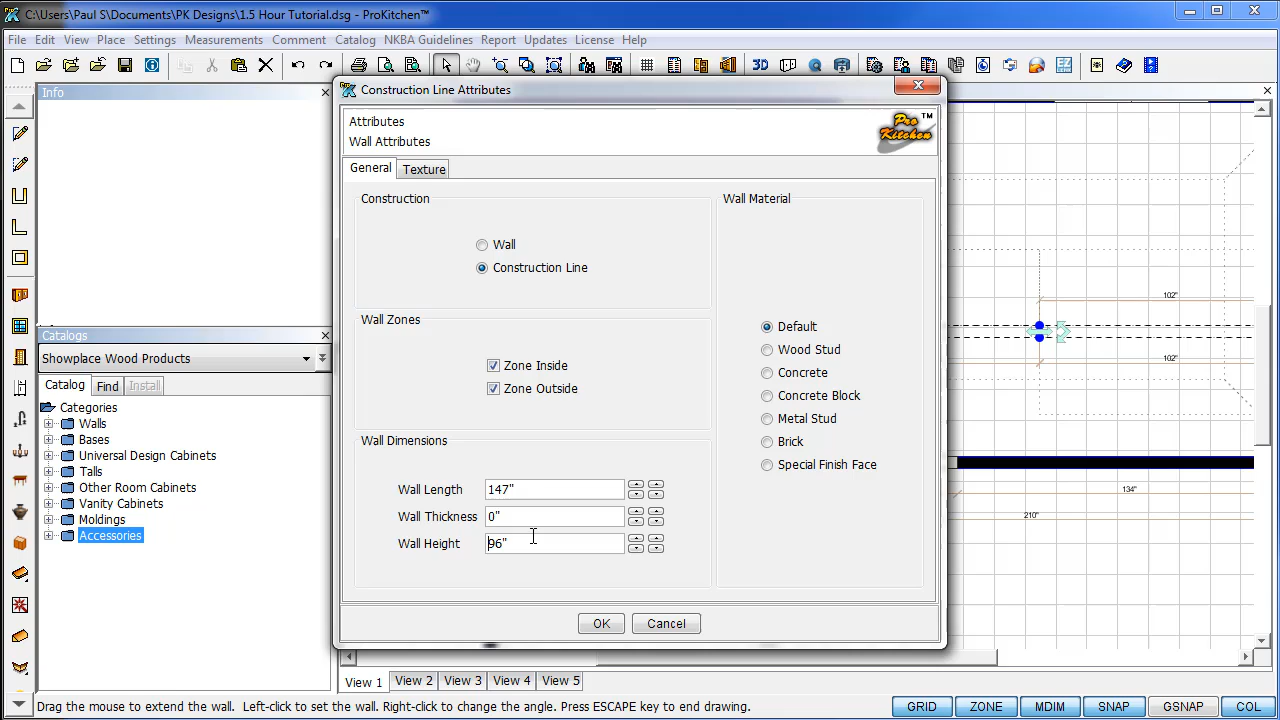 C:\Users\Paul S\Documents\PK Designs\1.5 Hour Tutorial.dsg - ProKitchen™
File Edit View Place Settings Measurements Comment Catalog NKBA Guidelines Report Updates License Help
3D
EZ
Info
Construction Line Attributes
Attributes
Wall Attributes
Pro Kitchen ™
General Texture
Construction
Wall
Construction Line
Wall Zones
Zone Inside
Zone Outside
Wall Dimensions
Wall Length 147"
Wall Thickness 0"
Wall Height 96"
Wall Material
Default
Wood Stud
Concrete
Concrete Block
Metal Stud
Brick
Special Finish Face
OK Cancel
Catalogs
Showplace Wood Products
Catalog Find Install
Categories
Walls
Bases
Universal Design Cabinets
Talls
Other Room Cabinets
Vanity Cabinets
Moldings
Accessories
102"
102"
134"
210"
View 1 View 2 View 3 View 4 View 5
Drag the mouse to extend the wall. Left-click to set the wall. Right-click to change the angle. Press ESCAPE key to end drawing.
GRID ZONE MDIM SNAP GSNAP COL